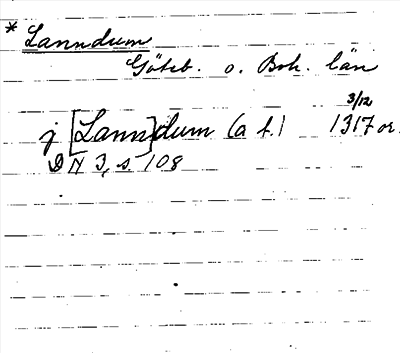 * Lanndum
Göteb. o. Boh. län
3/12
j [Lann]dum (a f.) 1317 or.
DN 3, s. 108